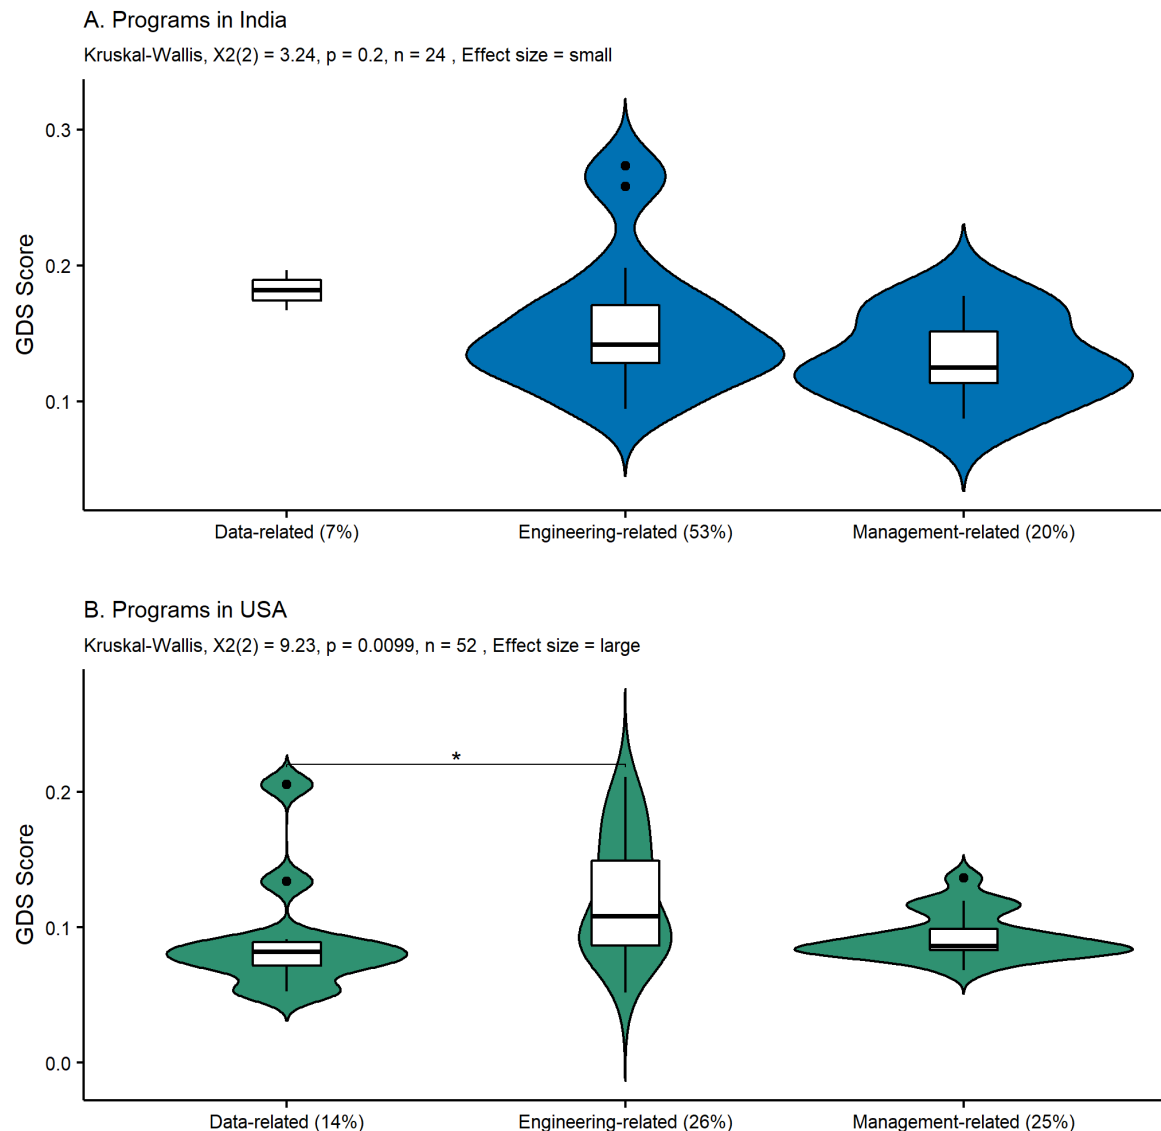 A. Programs in India
Kruskal-Wallis, X2(2) = 3.24, p = 0.2, n = 24 , Effect size = small
GDS Score
0.3
0.2
0.1
Data-related (7%)
Engineering-related (53%)
Management-related (20%)
B. Programs in USA
Kruskal-Wallis, X2(2) = 9.23, p = 0.0099, n = 52 , Effect size = large
GDS Score
*
0.2
0.1
0.0
Data-related (14%)
Engineering-related (26%)
Management-related (25%)